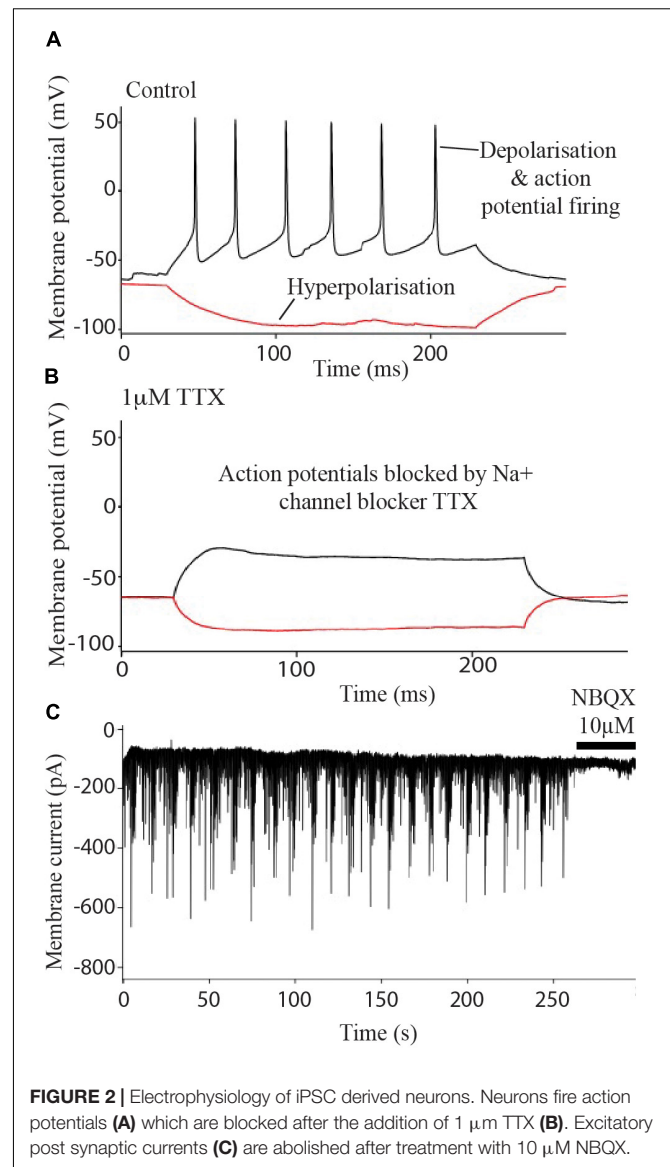 A
Control
Membrane potential (mV)
50
0
-50
-100
Depolarisation
& action
potential firing
Hyperpolarisation
0
100
200
Time (ms)
B
1µM TTX
Membrane potential (mV)
50
0
-50
-100
Action potentials blocked by Na+
channel blocker TTX
0
100
200
Time (ms)
C
NBQX
10µM
Membrane current (pA)
0
-200
-400
-600
-800
0
50
100
150
200
250
Time (s)
FIGURE 2 | Electrophysiology of iPSC derived neurons. Neurons fire action
potentials (A) which are blocked after the addition of 1 µm TTX (B). Excitatory
post synaptic currents (C) are abolished after treatment with 10 µM NBQX.